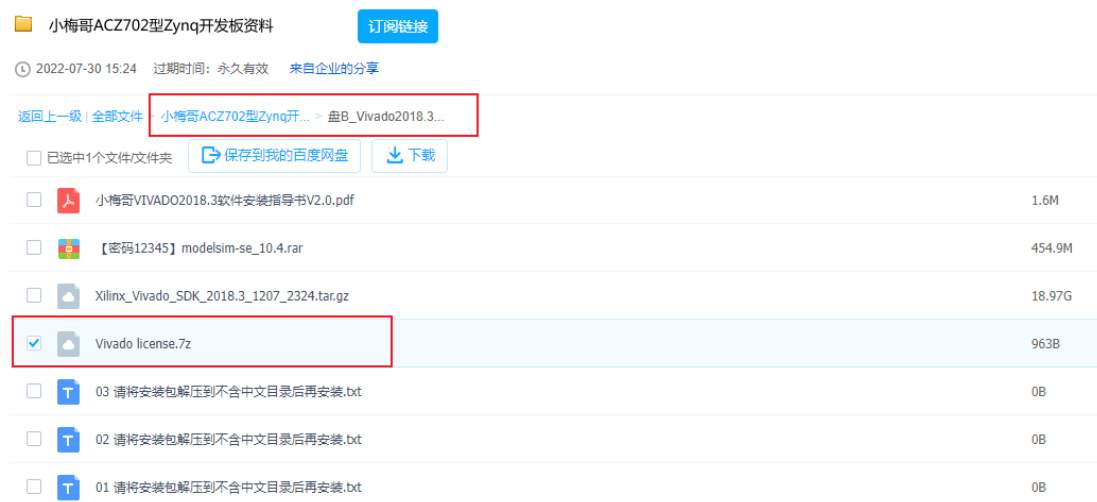 小梅哥ACZ702型Zynq开发板资料 订阅链接
2022-07-30 15:24 过期时间：永久有效 来自企业的分享
返回上一级 | 全部文件 > 小梅哥ACZ702型Zynq开... > 盘B_Vivado2018.3...
已选中1个文件/文件夹 保存到我的百度网盘 下载
小梅哥VIVADO2018.3软件安装指导书V2.0.pdf 1.6M
【密码12345】modelsim-se_10.4.rar 454.9M
Xilinx_Vivado_SDK_2018.3_1207_2324.tar.gz 18.97G
Vivado license.7z 963B
03 请将安装包解压到不含中文目录后再安装.txt 0B
02 请将安装包解压到不含中文目录后再安装.txt 0B
01 请将安装包解压到不含中文目录后再安装.txt 0B